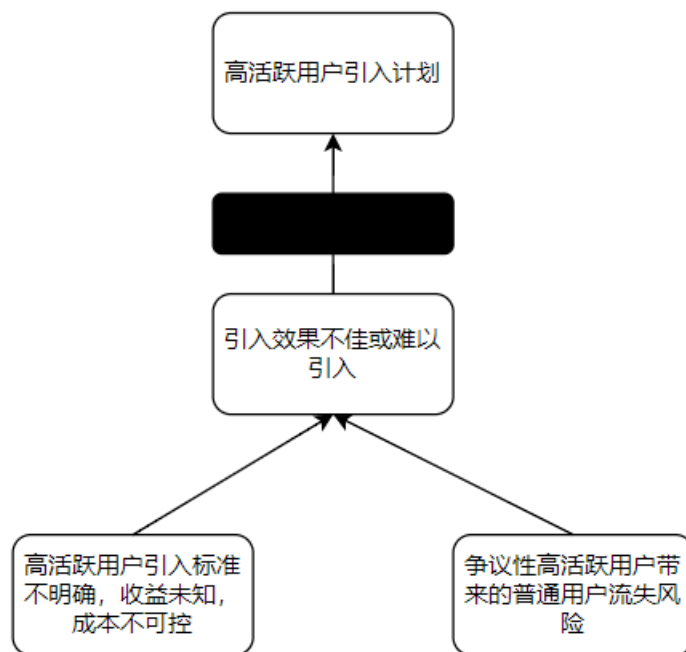 高活跃用户引入计划
引入效果不佳或难以
引入
高活跃用户引入标准
不明确，收益未知，
成本不可控
争议性高活跃用户带
来的普通用户流失风
险